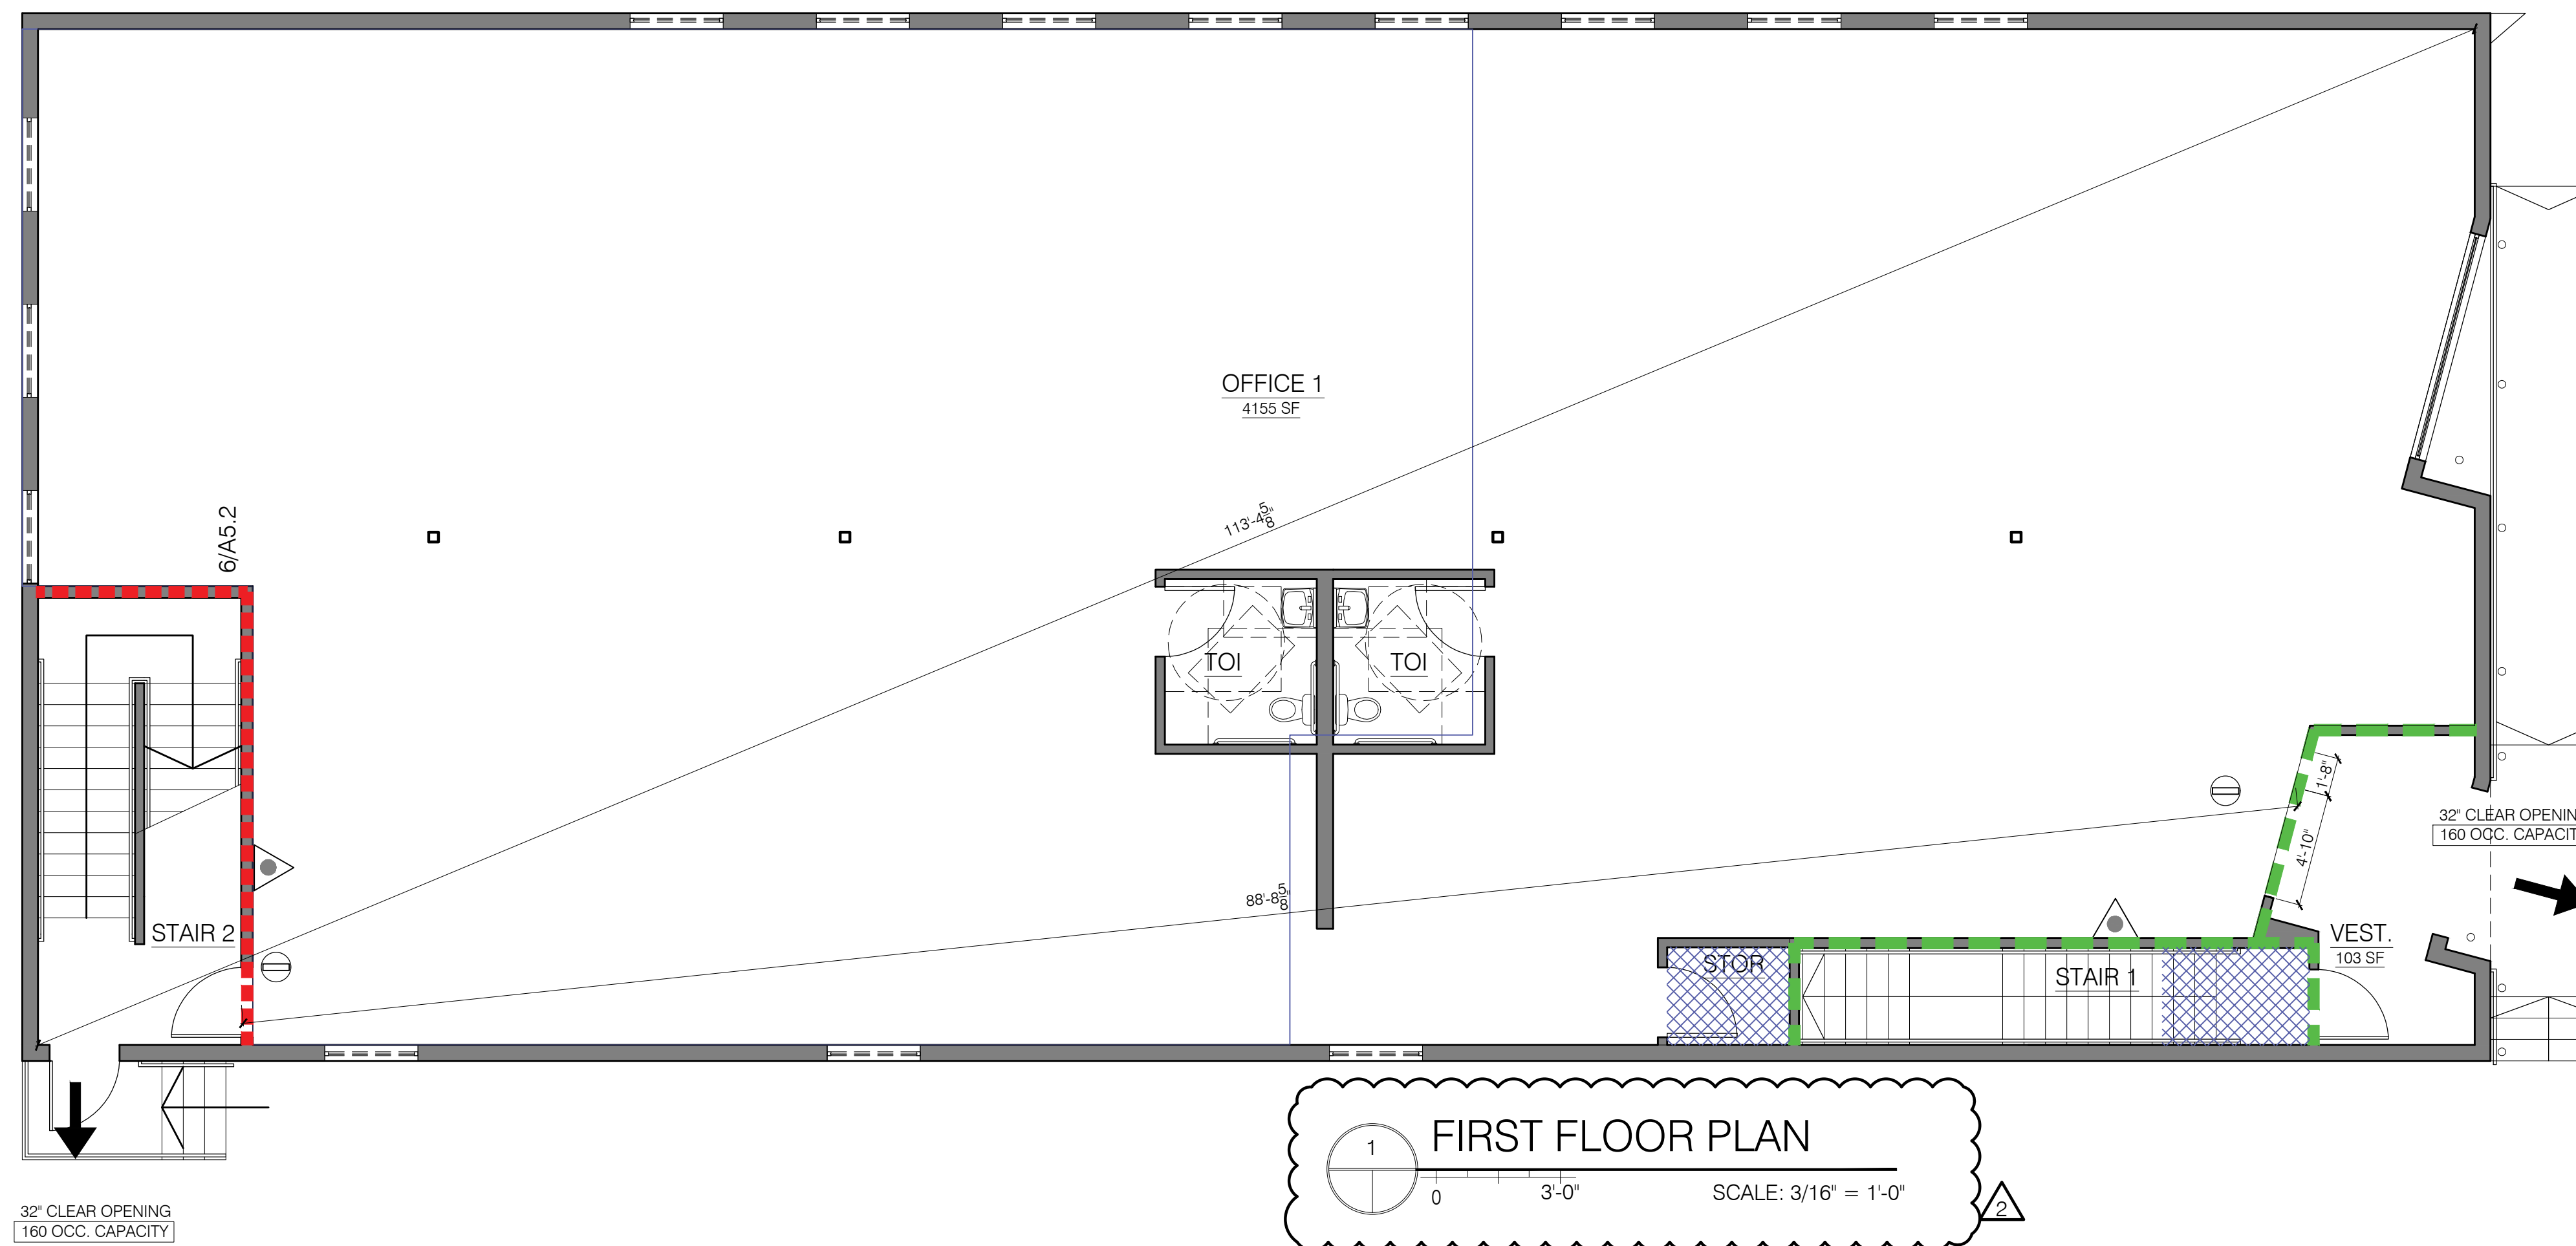 OFFICE 1
4155 SF
6/A5.2
113'-4 5/8"
TOI
TOI
1'-8"
4'-10"
32" CLEAR OPENIN
160 OCC. CAPACIT
88'-8 5/8"
STAIR 2
VEST.
103 SF
STOR
STAIR 1
1
FIRST FLOOR PLAN
0
3'-0"
SCALE: 3/16" = 1'-0"
2
32" CLEAR OPENING
160 OCC. CAPACITY